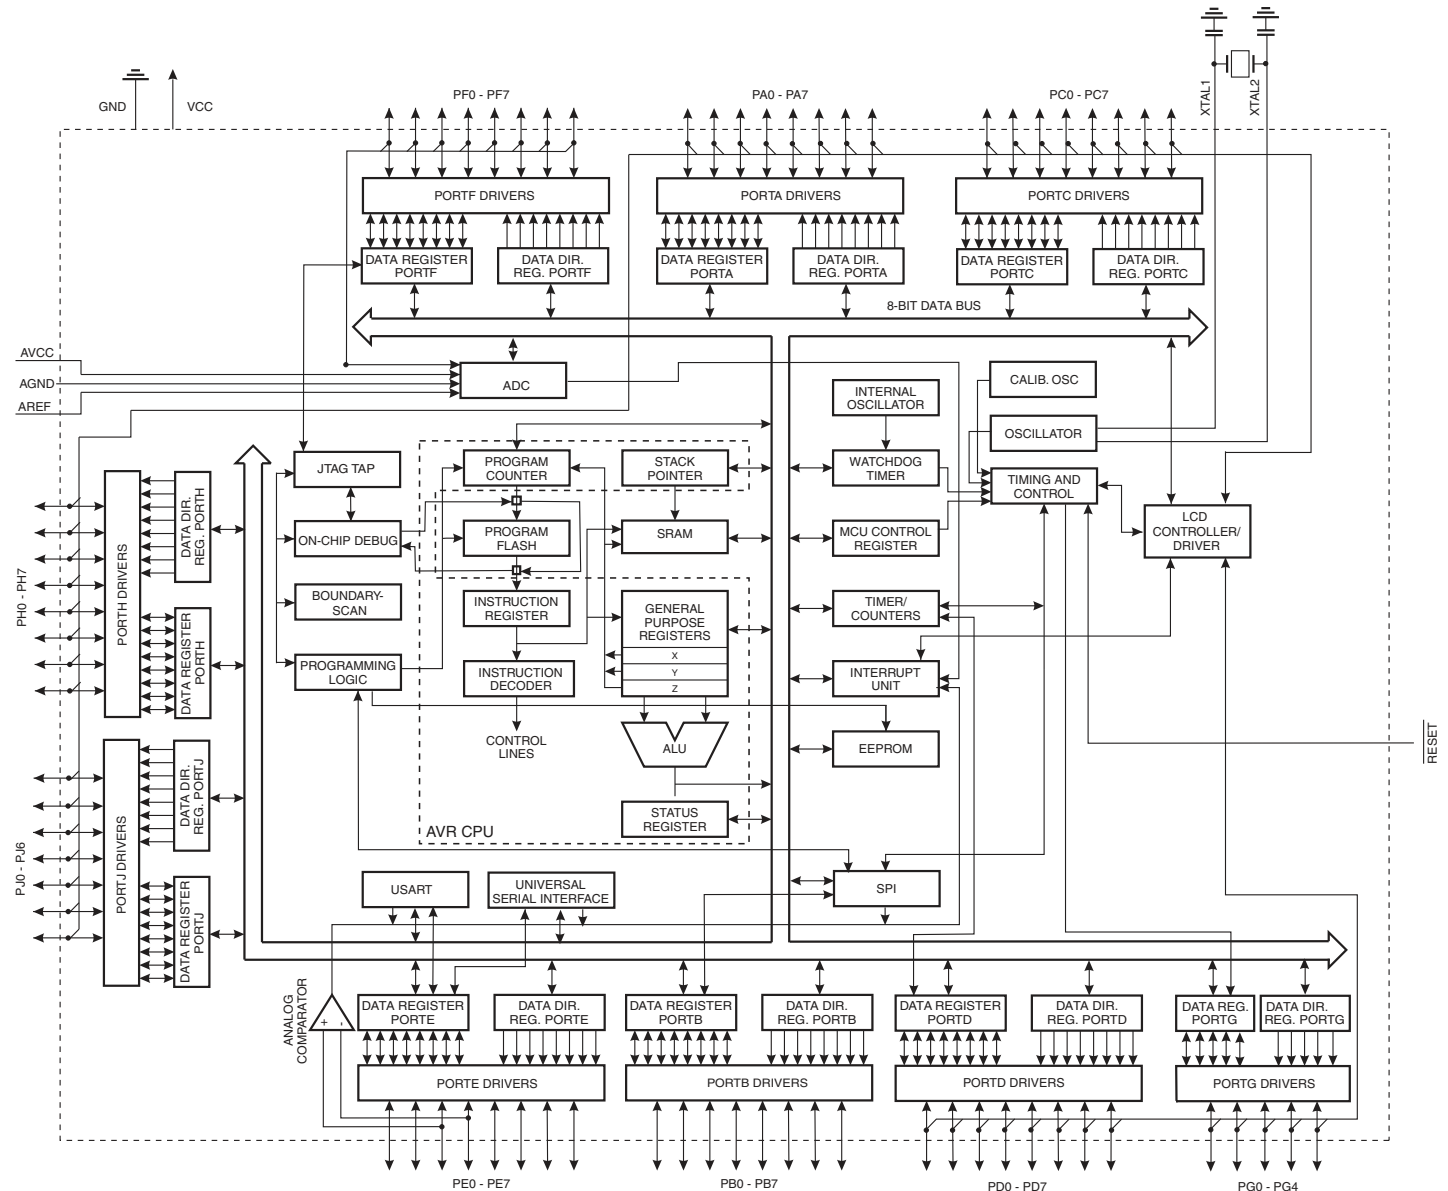 XTAL1
XTAL2
GND
VCC
PF0 - PF7
PA0 - PA7
PC0 - PC7
PORTF DRIVERS
PORTA DRIVERS
PORTC DRIVERS
DATA REGISTER
PORTF
DATA DIR.
REG. PORTF
DATA REGISTER
PORTA
DATA DIR.
REG. PORTA
DATA REGISTER
PORTC
DATA DIR.
REG. PORTC
8-BIT DATA BUS
AVCC
AGND
AREF
ADC
INTERNAL
OSCILLATOR
CALIB. OSC
OSCILLATOR
JTAG TAP
PROGRAM
COUNTER
STACK
POINTER
WATCHDOG
TIMER
TIMING AND
CONTROL
LCD
CONTROLLER/
DRIVER
ON-CHIP DEBUG
PROGRAM
FLASH
SRAM
MCU CONTROL
REGISTER
BOUNDARY-
SCAN
INSTRUCTION
REGISTER
GENERAL
PURPOSE
REGISTERS
X
Y
Z
TIMER/
COUNTERS
PROGRAMMING
LOGIC
INSTRUCTION
DECODER
INTERRUPT
UNIT
CONTROL
LINES
ALU
EEPROM
STATUS
REGISTER
AVR CPU
RESET
PH0 - PH7
PORTH DRIVERS
DATA DIR.
REG. PORTH
DATA REGISTER
PORTH
PJ0 - PJ6
PORTJ DRIVERS
DATA DIR.
REG. PORTJ
DATA REGISTER
PORTJ
USART
UNIVERSAL
SERIAL INTERFACE
SPI
ANALOG
COMPARATOR
+
-
DATA REGISTER
PORTE
DATA DIR.
REG. PORTE
DATA REGISTER
PORTB
DATA DIR.
REG. PORTB
DATA REGISTER
PORTD
DATA DIR.
REG. PORTD
DATA REG.
PORTG
DATA DIR.
REG. PORTG
PORTE DRIVERS
PORTB DRIVERS
PORTD DRIVERS
PORTG DRIVERS
PE0 - PE7
PB0 - PB7
PD0 - PD7
PG0 - PG4